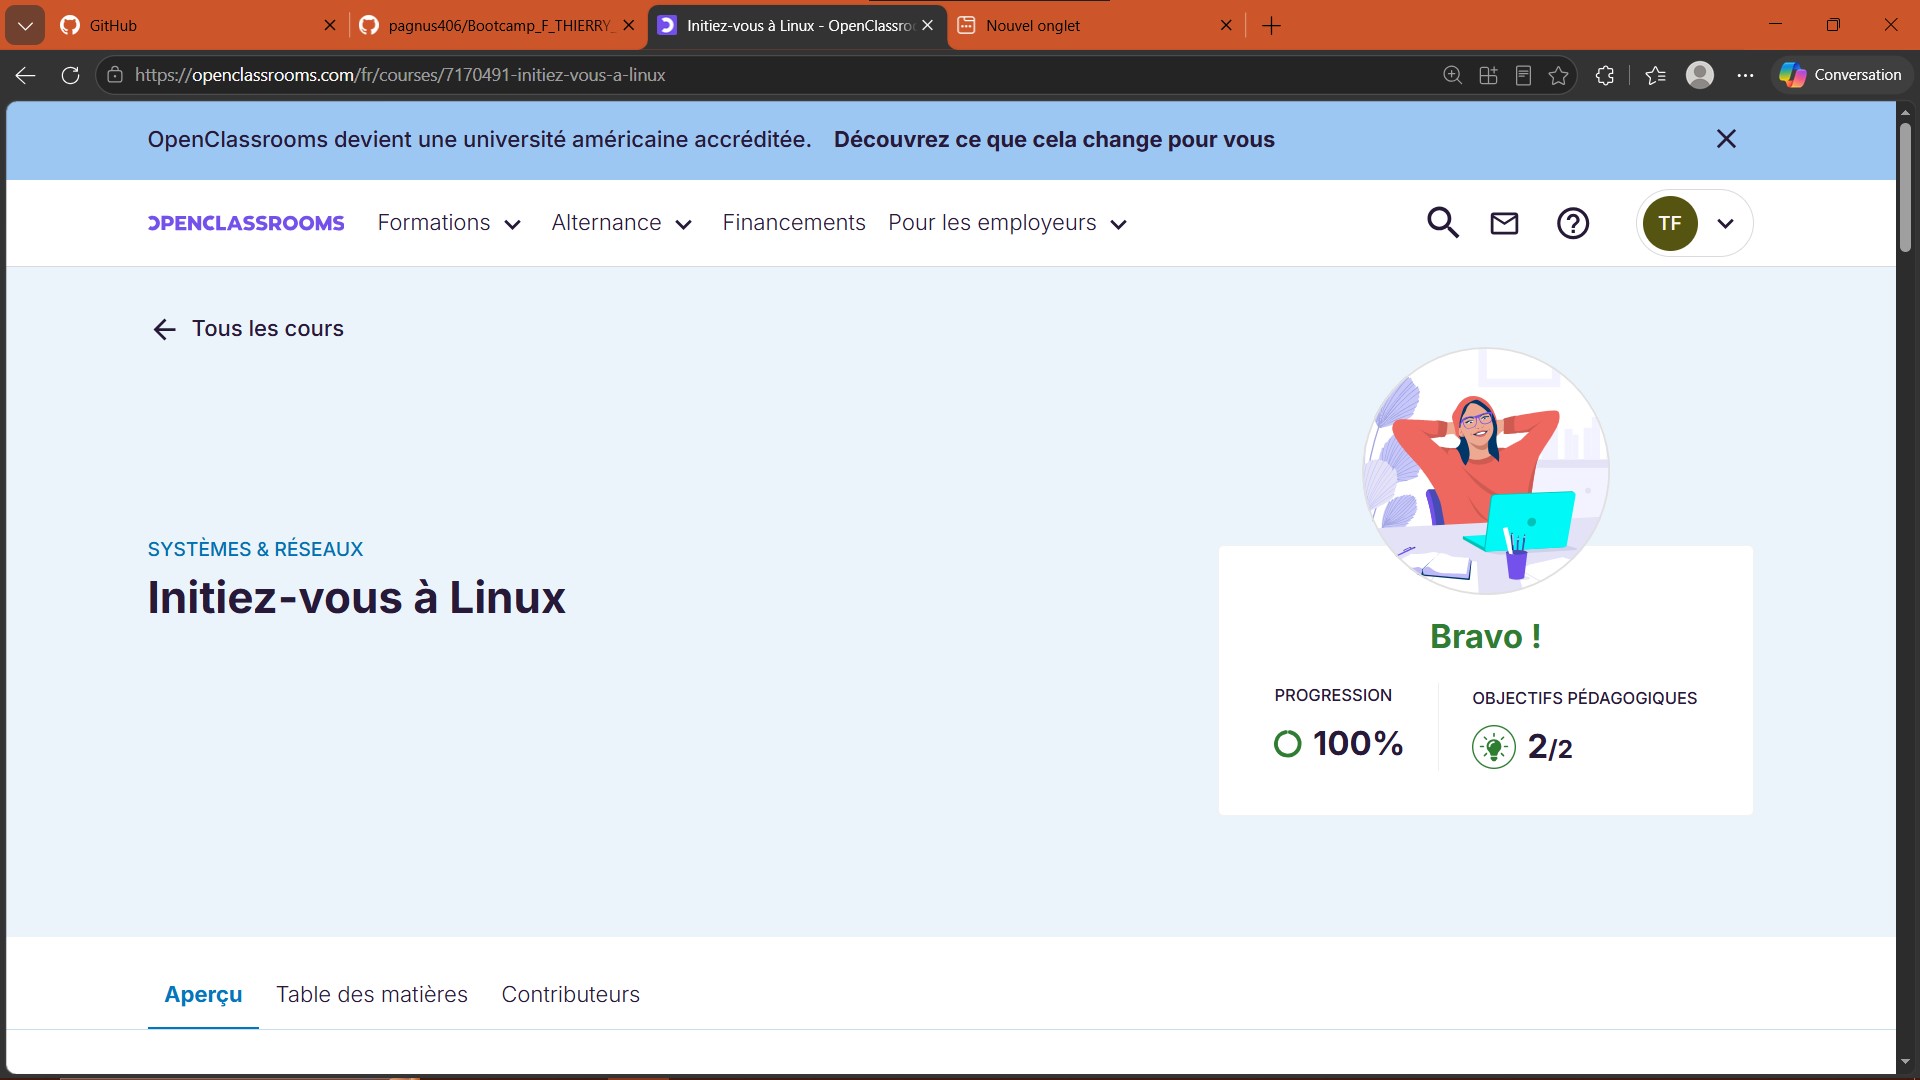 GitHub
pagnus406/Bootcamp_F_THIERRY_
Initiez-vous à Linux - OpenClassro
Nouvel onglet
https://openclassrooms.com/fr/courses/7170491-initiez-vous-a-linux
Conversation
OpenClassrooms devient une université américaine accréditée. Découvrez ce que cela change pour vous
OPENCLASSROOMS
Formations
Alternance
Financements
Pour les employeurs
TF
Tous les cours
SYSTÈMES & RÉSEAUX
Initiez-vous à Linux
Bravo !
PROGRESSION
100%
OBJECTIFS PÉDAGOGIQUES
2/2
Aperçu
Table des matières
Contributeurs